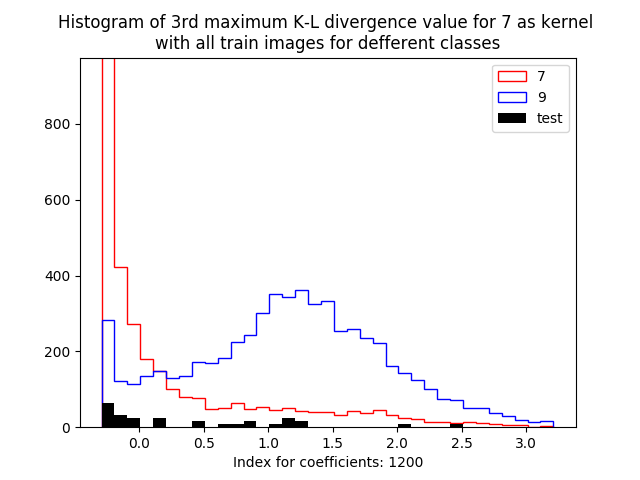 Histogram of 3rd maximum K-L divergence value for 7 as kernel
with all train images for defferent classes
7
9
test
800
600
400
200
0
0.0 0.5 1.0 1.5 2.0 2.5 3.0
Index for coefficients: 1200